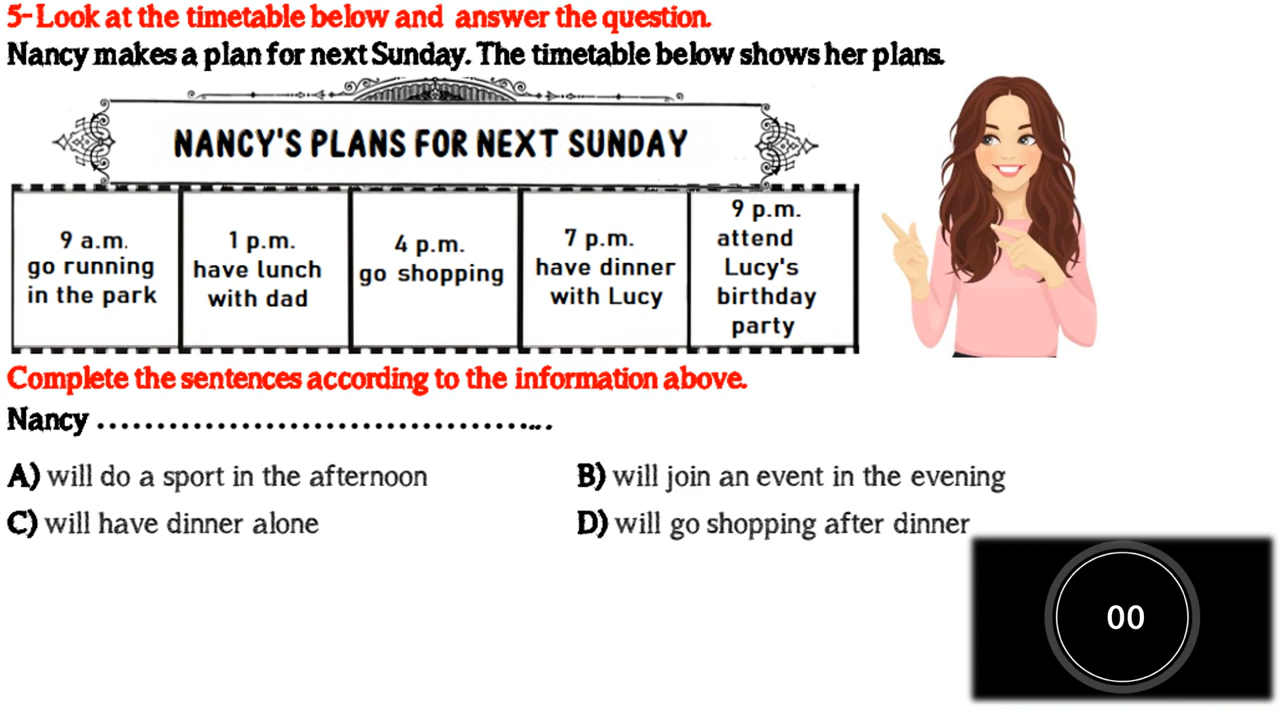 5-Look at the timetable below and answer the question.
Nancy makes a plan for next Sunday. The timetable below shows her plans.
NANCY'S PLANS FOR NEXT SUNDAY
9 a.m.
go running
in the park
1 p.m.
have lunch
with dad
4 p.m.
go shopping
7 p.m.
have dinner
with Lucy
9 p.m.
attend
Lucy's
birthday
party
Complete the sentences according to the information above.
Nancy ………………………………...
A) will do a sport in the afternoon
B) will join an event in the evening
C) will have dinner alone
D) will go shopping after dinner
00